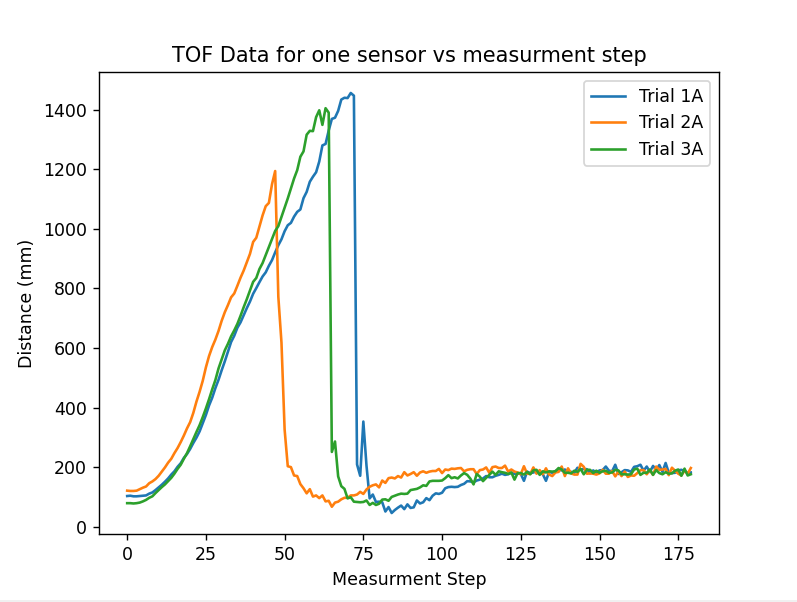 TOF Data for one sensor vs measurment step
Trial 1A
Trial 2A
Trial 3A
1400
1200
1000
800
600
400
200
0
Distance (mm)
0 25 50 75 100 125 150 175
Measurment Step